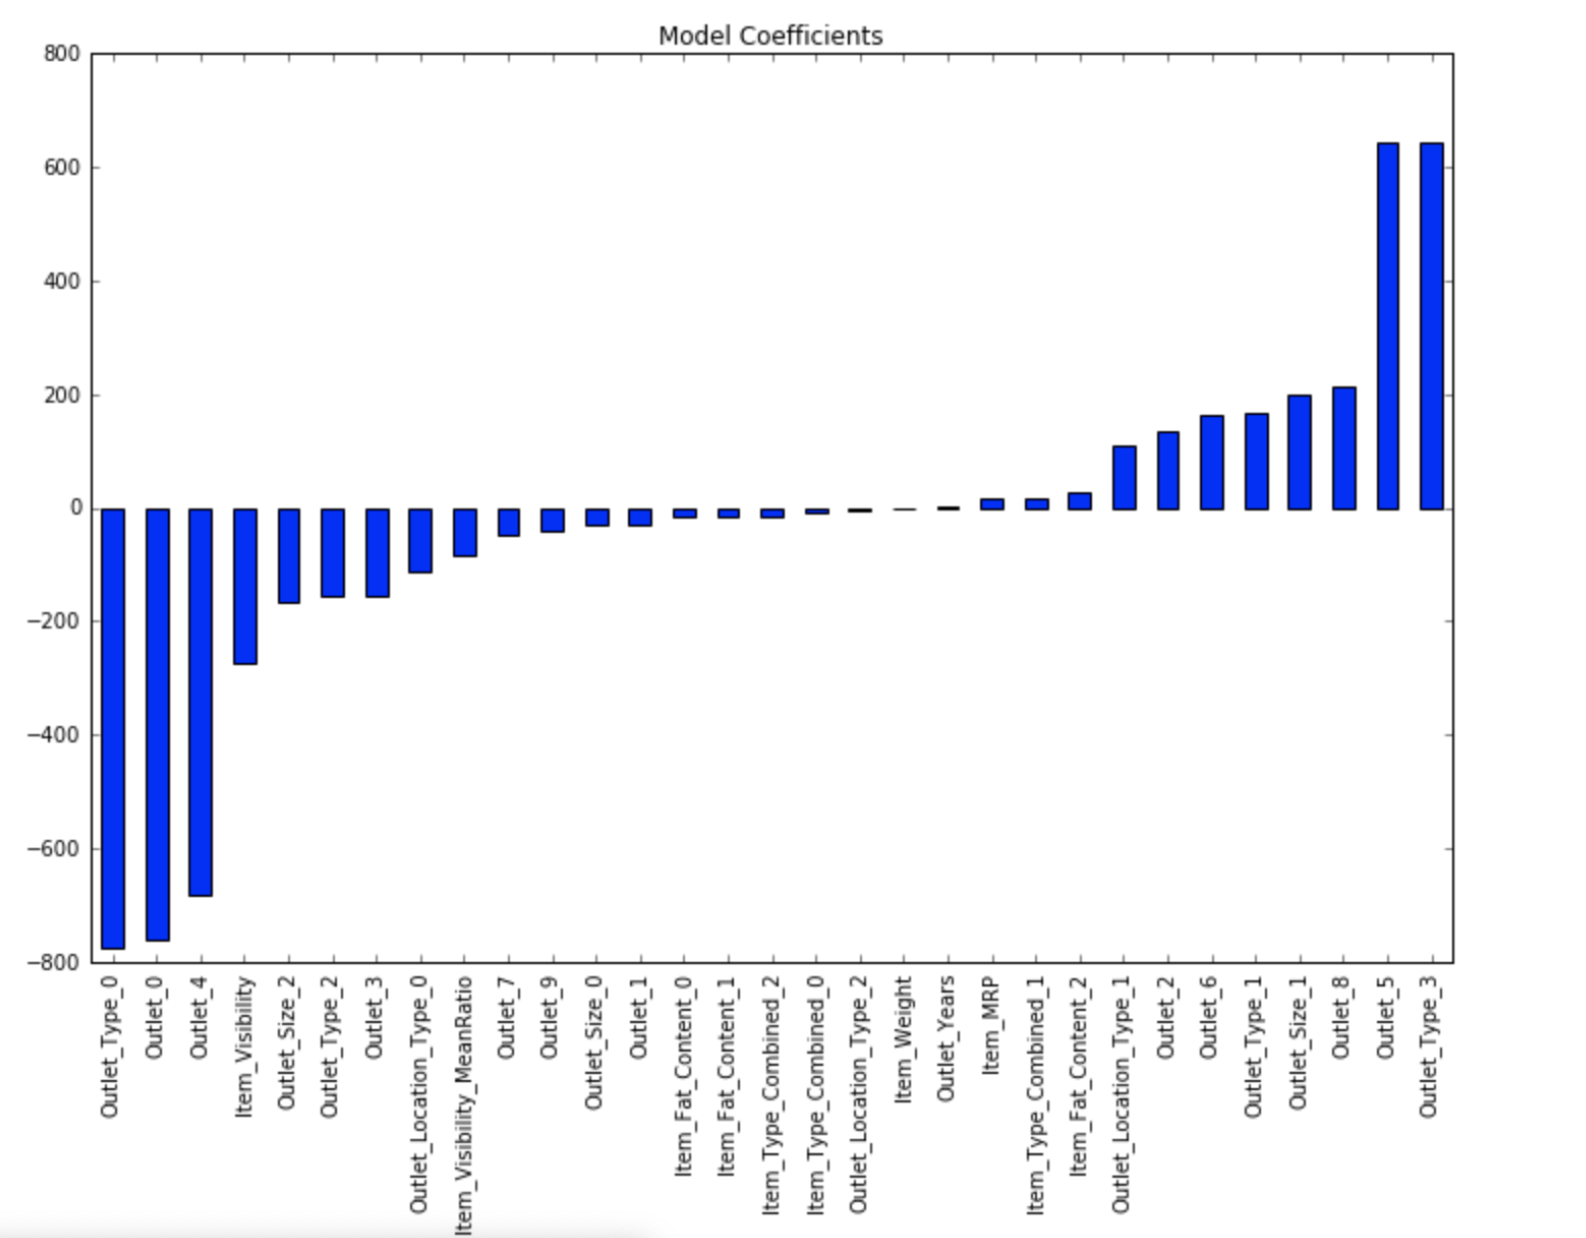 Model Coefficients
800
600
400
200
0
−200
−400
−600
−800
Outlet_Type_0
Outlet_0
Outlet_4
Item_Visibility
Outlet_Size_2
Outlet_Type_2
Outlet_3
Outlet_Location_Type_0
Item_Visibility_MeanRatio
Outlet_7
Outlet_9
Outlet_Size_0
Outlet_1
Item_Fat_Content_0
Item_Fat_Content_1
Item_Type_Combined_2
Item_Type_Combined_0
Outlet_Location_Type_2
Item_Weight
Outlet_Years
Item_MRP
Item_Type_Combined_1
Item_Fat_Content_2
Outlet_Location_Type_1
Outlet_2
Outlet_6
Outlet_Type_1
Outlet_Size_1
Outlet_8
Outlet_5
Outlet_Type_3